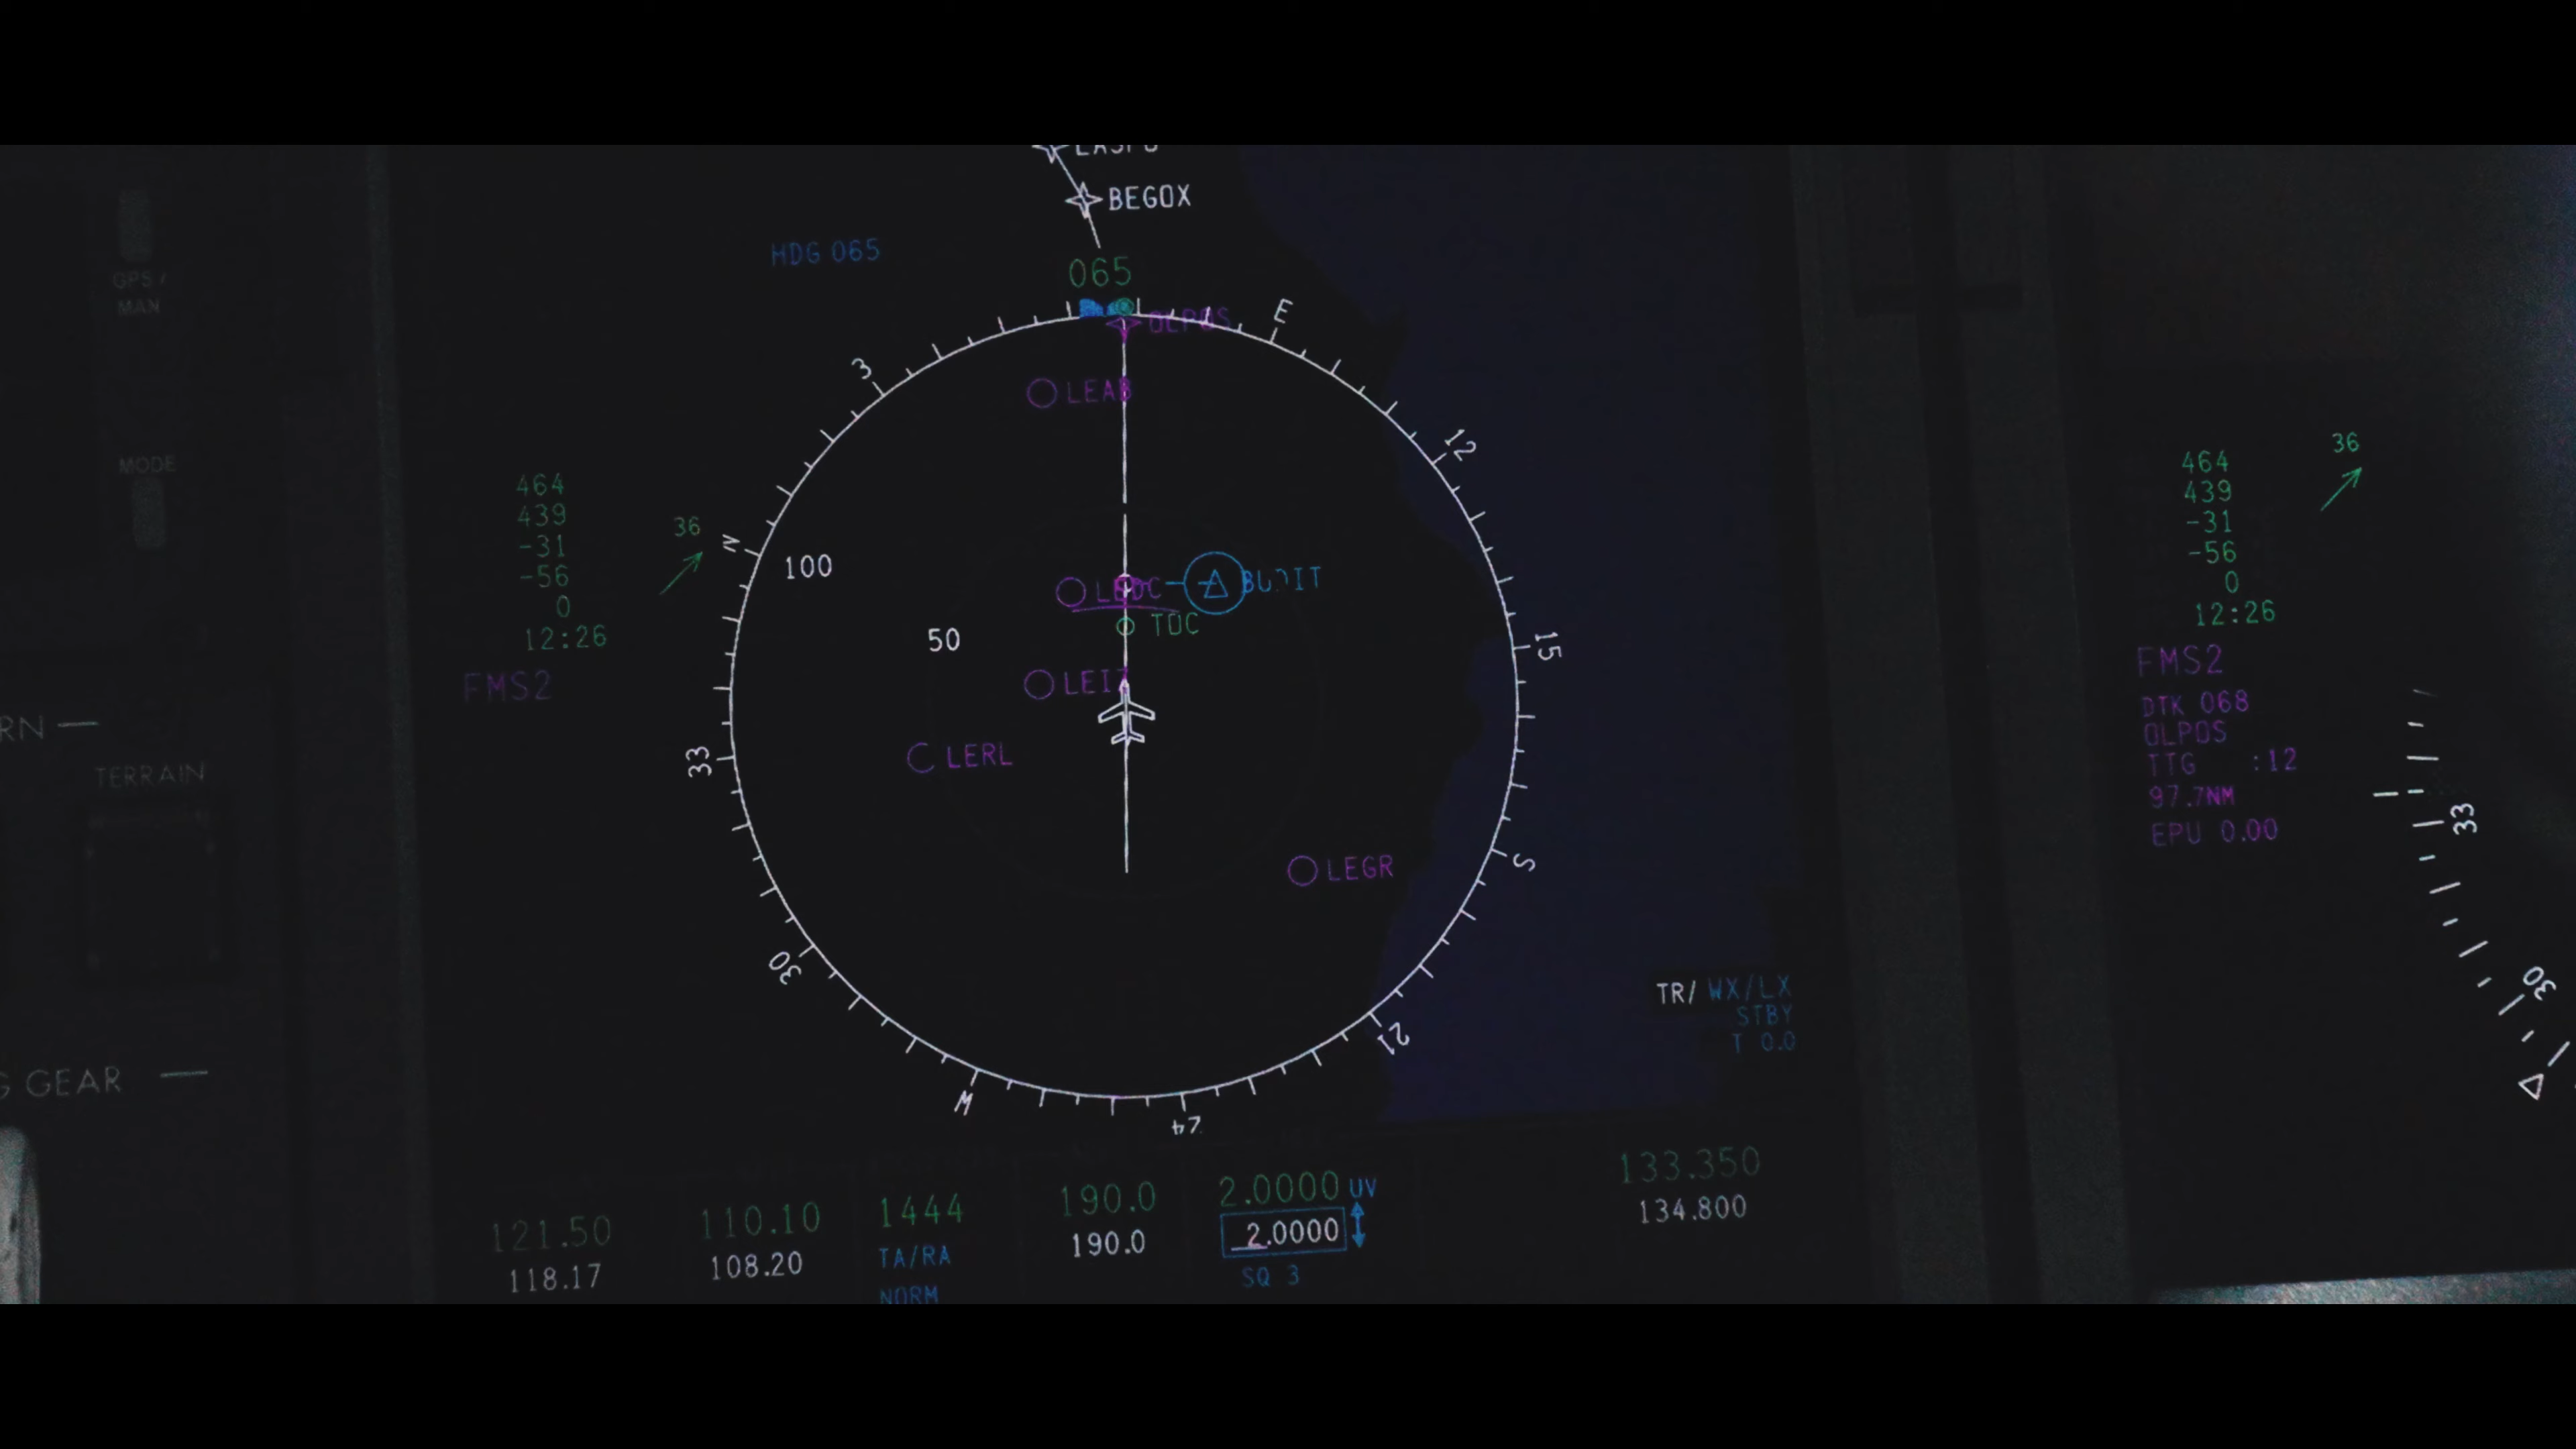 BEGOX
HDG 065
065
OLPOS
E
3
LEAB
12
464
439
-31
-56
0
12:26
36
FMS2
N
100
50
TOC
LERL
33
15
LEGR
S
30
21
W
24
GPS /
MAN
MODE
RN
TERRAIN
G GEAR
464
439
-31
-56
0
12:26
36
FMS2
DTK 068
OLPOS
TTG :12
97.7NM
EPU 0.00
33
30
TR/ WX/LX
STBY
T 0.0
121.50
118.17
110.10
108.20
1444
TA/RA
NORM
190.0
190.0
2.0000 UV
2.0000
SQ 3
133.350
134.800